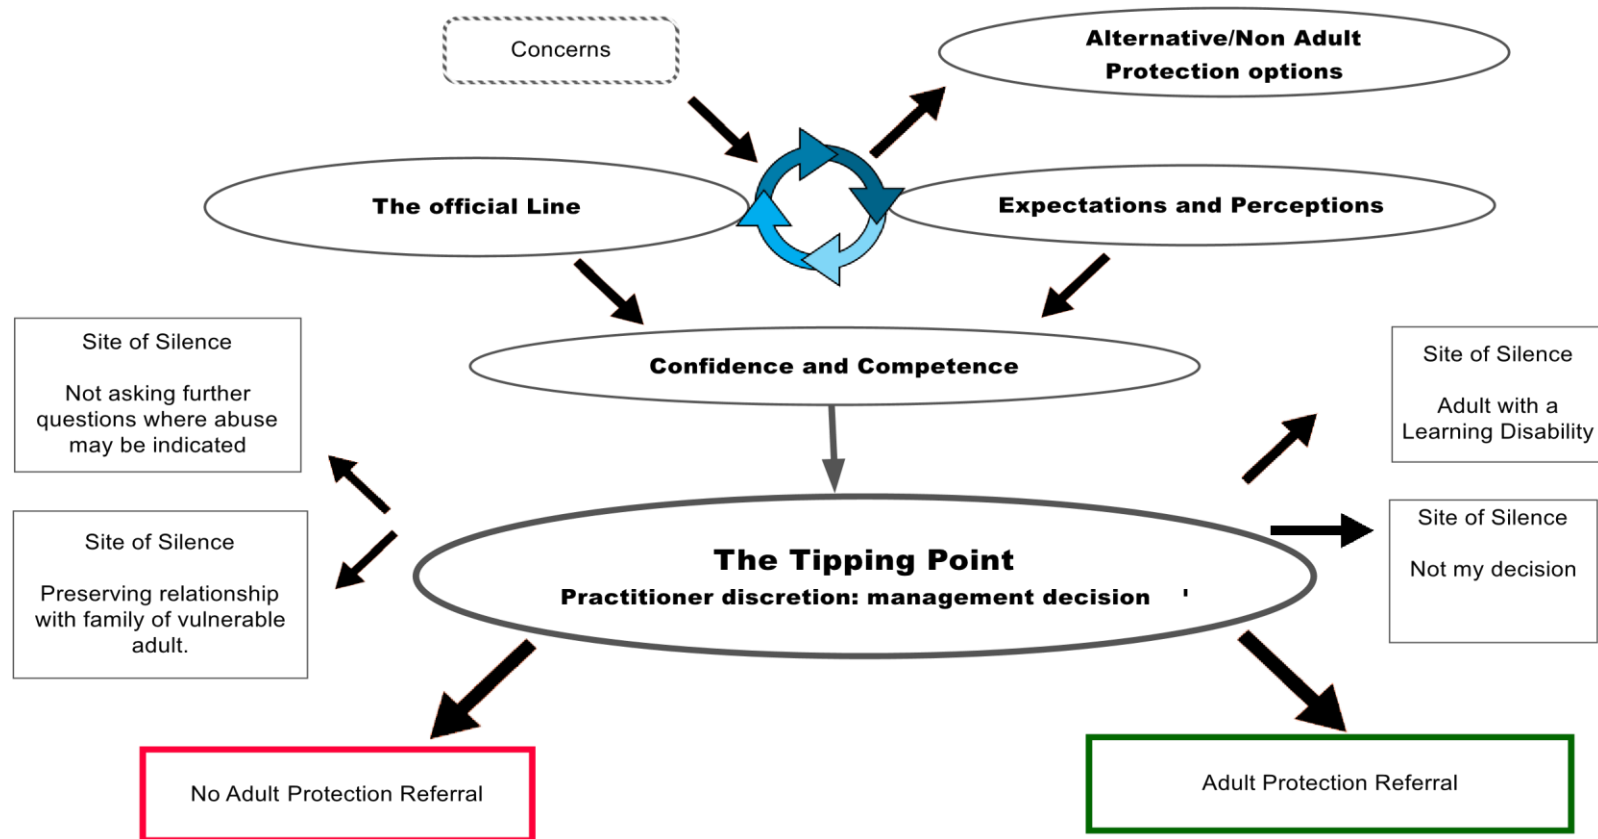 Concerns
Alternative/Non Adult
Protection options
The official Line
Expectations and Perceptions
Confidence and Competence
Site of Silence
Not asking further
questions where abuse
may be indicated
Site of Silence
Adult with a
Learning Disability
Site of Silence
Preserving relationship
with family of vulnerable
adult.
The Tipping Point
Practitioner discretion: management decision '
Site of Silence
Not my decision
No Adult Protection Referral
Adult Protection Referral